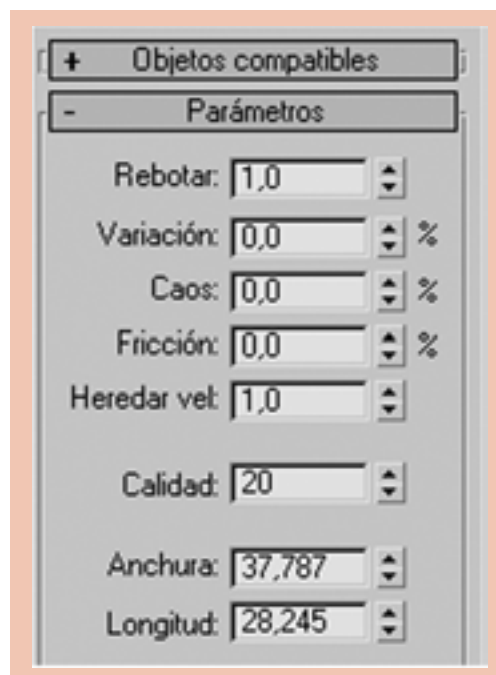 + Objetos compatibles
- Parámetros
Rebotar: 1,0
Variación: 0,0 %
Caos: 0,0 %
Fricción: 0,0 %
Heredar vel: 1,0
Calidad: 20
Anchura: 37,787
Longitud: 28,245